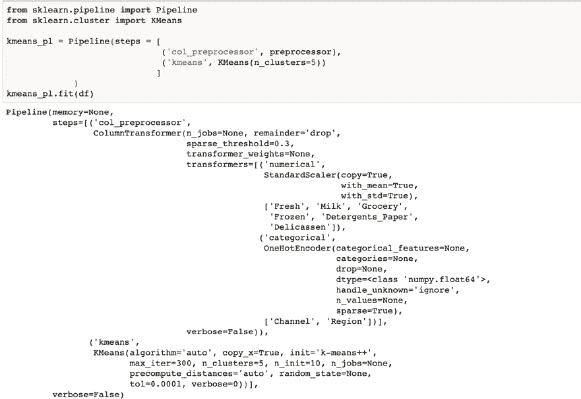 from sklearn.pipeline import Pipeline
from sklearn.cluster import KMeans
kmeans_pl = Pipeline(steps = [
('col_preprocessor', preprocessor),
('kmeans', KMeans(n_clusters=5))
]
)
kmeans_pl.fit(df)
Pipeline(memory=None,
steps=[('col_preprocessor',
ColumnTransformer(n_jobs=None, remainder='drop',
sparse_threshold=0.3,
transformer_weights=None,
transformers=[('numerical',
StandardScaler(copy=True,
with_mean=True,
with_std=True),
['Fresh', 'Milk', 'Grocery',
'Frozen', 'Detergents_Paper',
'Delicassen']),
('categorical',
OneHotEncoder(categorical_features=None,
categories=None,
drop=None,
dtype=<class 'numpy.float64'>,
handle_unknown='ignore',
n_values=None,
sparse=True),
['Channel', 'Region'])],
verbose=False)),
('kmeans',
KMeans(algorithm='auto', copy_x=True, init='k-means++',
max_iter=300, n_clusters=5, n_init=10, n_jobs=None,
precompute_distances='auto', random_state=None,
tol=0.0001, verbose=0))],
verbose=False)